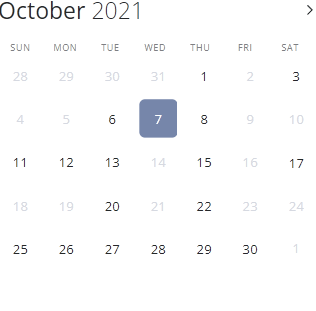 October 2021
SUN MON TUE WED THU FRI SAT
28 29 30 31 1 2 3
4 5 6 7 8 9 10
11 12 13 14 15 16 17
18 19 20 21 22 23 24
25 26 27 28 29 30 1